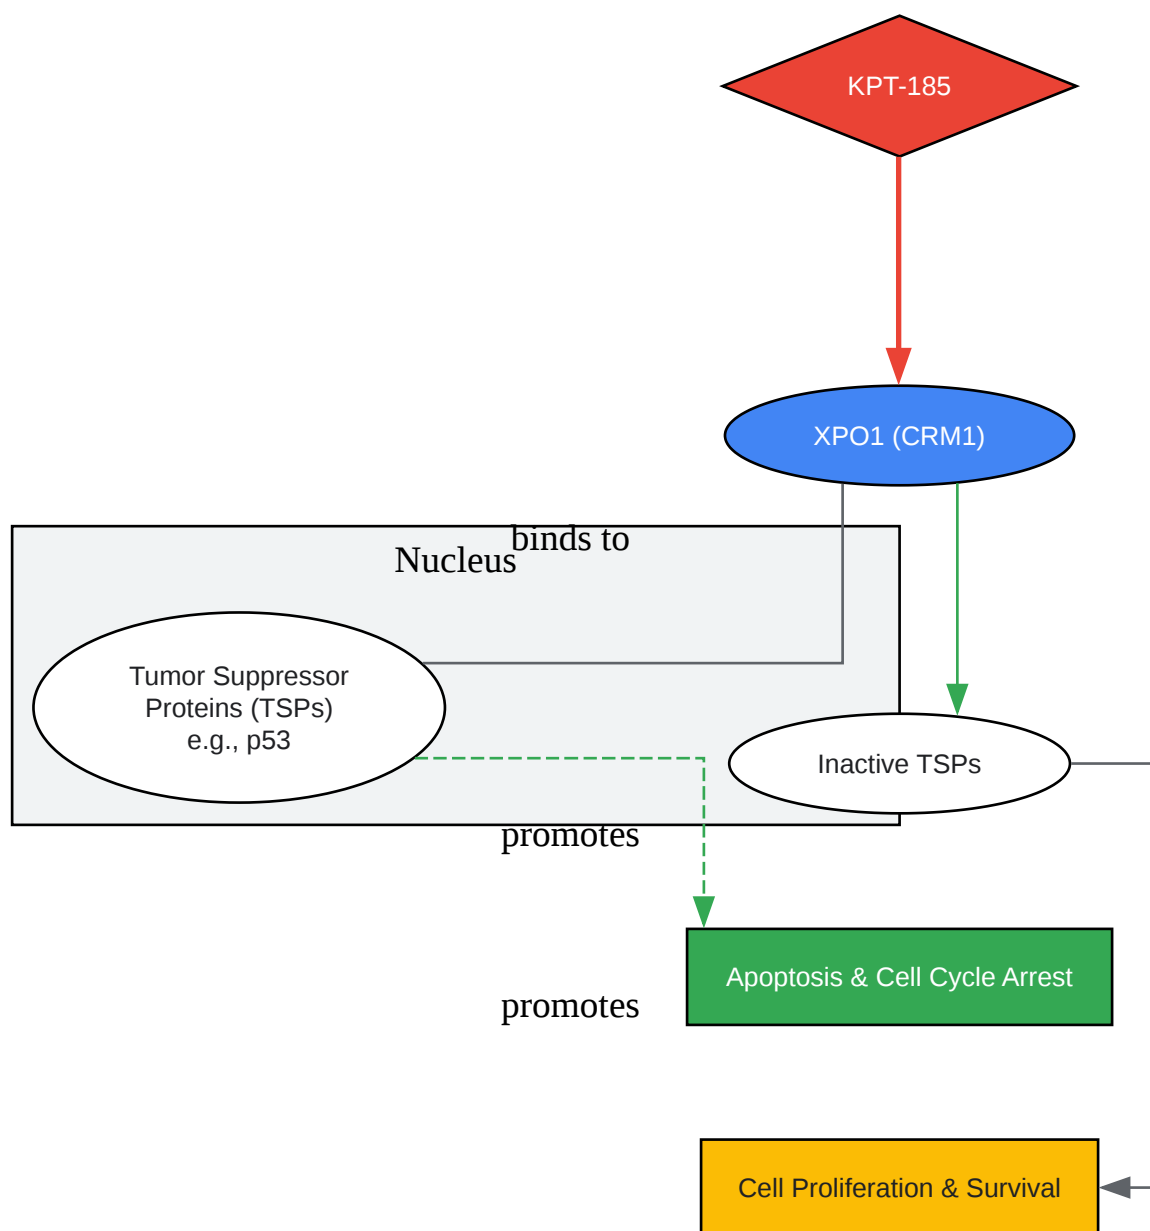 KPT-185
XPO1 (CRM1)
binds to
Nucleus
Tumor Suppressor
Proteins (TSPs)
e.g., p53
Inactive TSPs
promotes
Apoptosis & Cell Cycle Arrest
promotes
Cell Proliferation & Survival